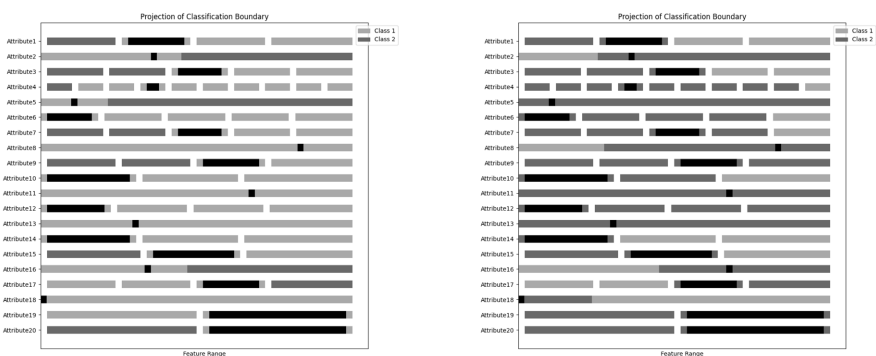 Projection of Classification Boundary
Class 1
Class 2
Attribute1
Attribute2
Attribute3
Attribute4
Attribute5
Attribute6
Attribute7
Attribute8
Attribute9
Attribute10
Attribute11
Attribute12
Attribute13
Attribute14
Attribute15
Attribute16
Attribute17
Attribute18
Attribute19
Attribute20
Feature Range
Projection of Classification Boundary
Class 1
Class 2
Attribute1
Attribute2
Attribute3
Attribute4
Attribute5
Attribute6
Attribute7
Attribute8
Attribute9
Attribute10
Attribute11
Attribute12
Attribute13
Attribute14
Attribute15
Attribute16
Attribute17
Attribute18
Attribute19
Attribute20
Feature Range